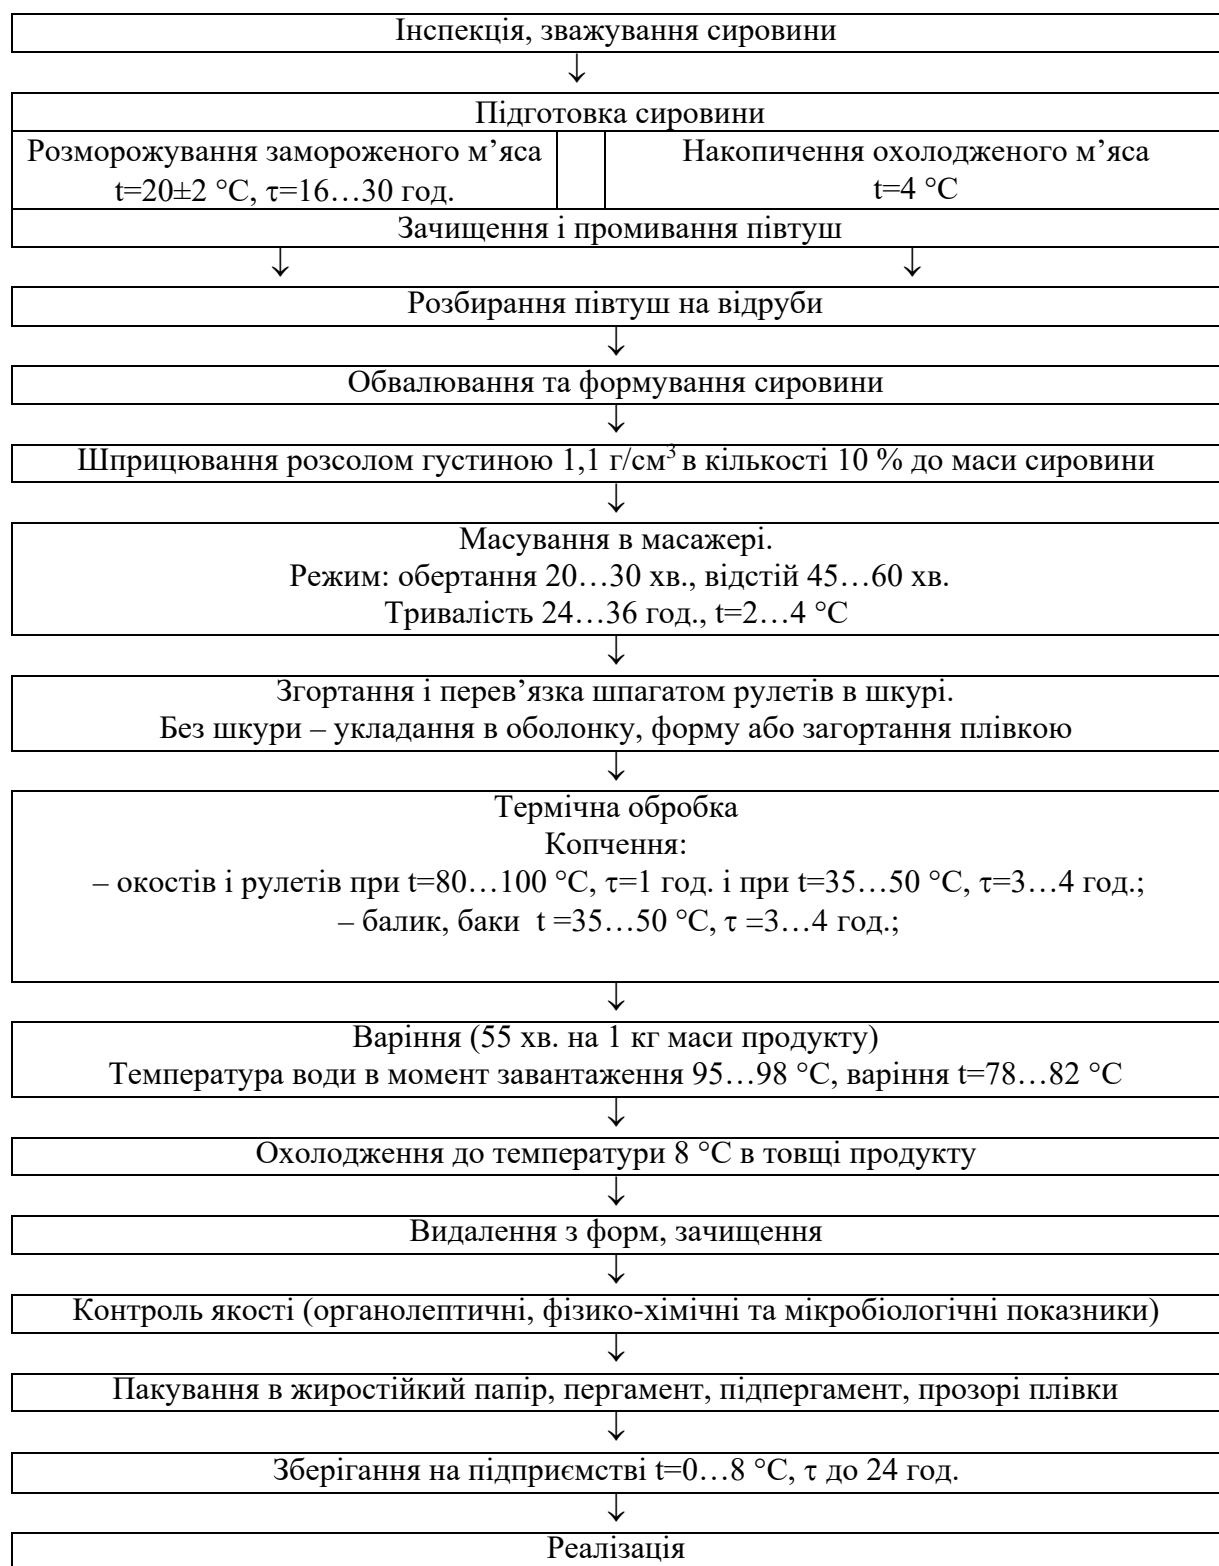 Інспекція, зважування сировини
↓
Підготовка сировини
Розморожування замороженого м’яса
t=20±2 °C, τ=16…30 год.
Накопичення охолодженого м’яса
t=4 °C
Зачищення і промивання півтуш
↓ ↓
Розбирання півтуш на відруби
↓
Обвалювання та формування сировини
↓
Шприцювання розсолом густиною 1,1 г/см³ в кількості 10 % до маси сировини
↓
Масування в масажері.
Режим: обертання 20…30 хв., відстій 45…60 хв.
Тривалість 24…36 год., t=2…4 °C
↓
Згортання і перев’язка шпагатом рулетів в шкурі.
Без шкури – укладання в оболонку, форму або загортання плівкою
↓
Термічна обробка
Копчення:
– окостів і рулетів при t=80…100 °C, τ=1 год. і при t=35…50 °C, τ=3…4 год.;
– балик, баки t =35…50 °C, τ =3…4 год.;
↓
Варіння (55 хв. на 1 кг маси продукту)
Температура води в момент завантаження 95…98 °C, варіння t=78…82 °C
↓
Охолодження до температури 8 °C в товщі продукту
↓
Видалення з форм, зачищення
↓
Контроль якості (органолептичні, фізико-хімічні та мікробіологічні показники)
↓
Пакування в жиростійкий папір, пергамент, підпергамент, прозорі плівки
↓
Зберігання на підприємстві t=0…8 °C, τ до 24 год.
↓
Реалізація